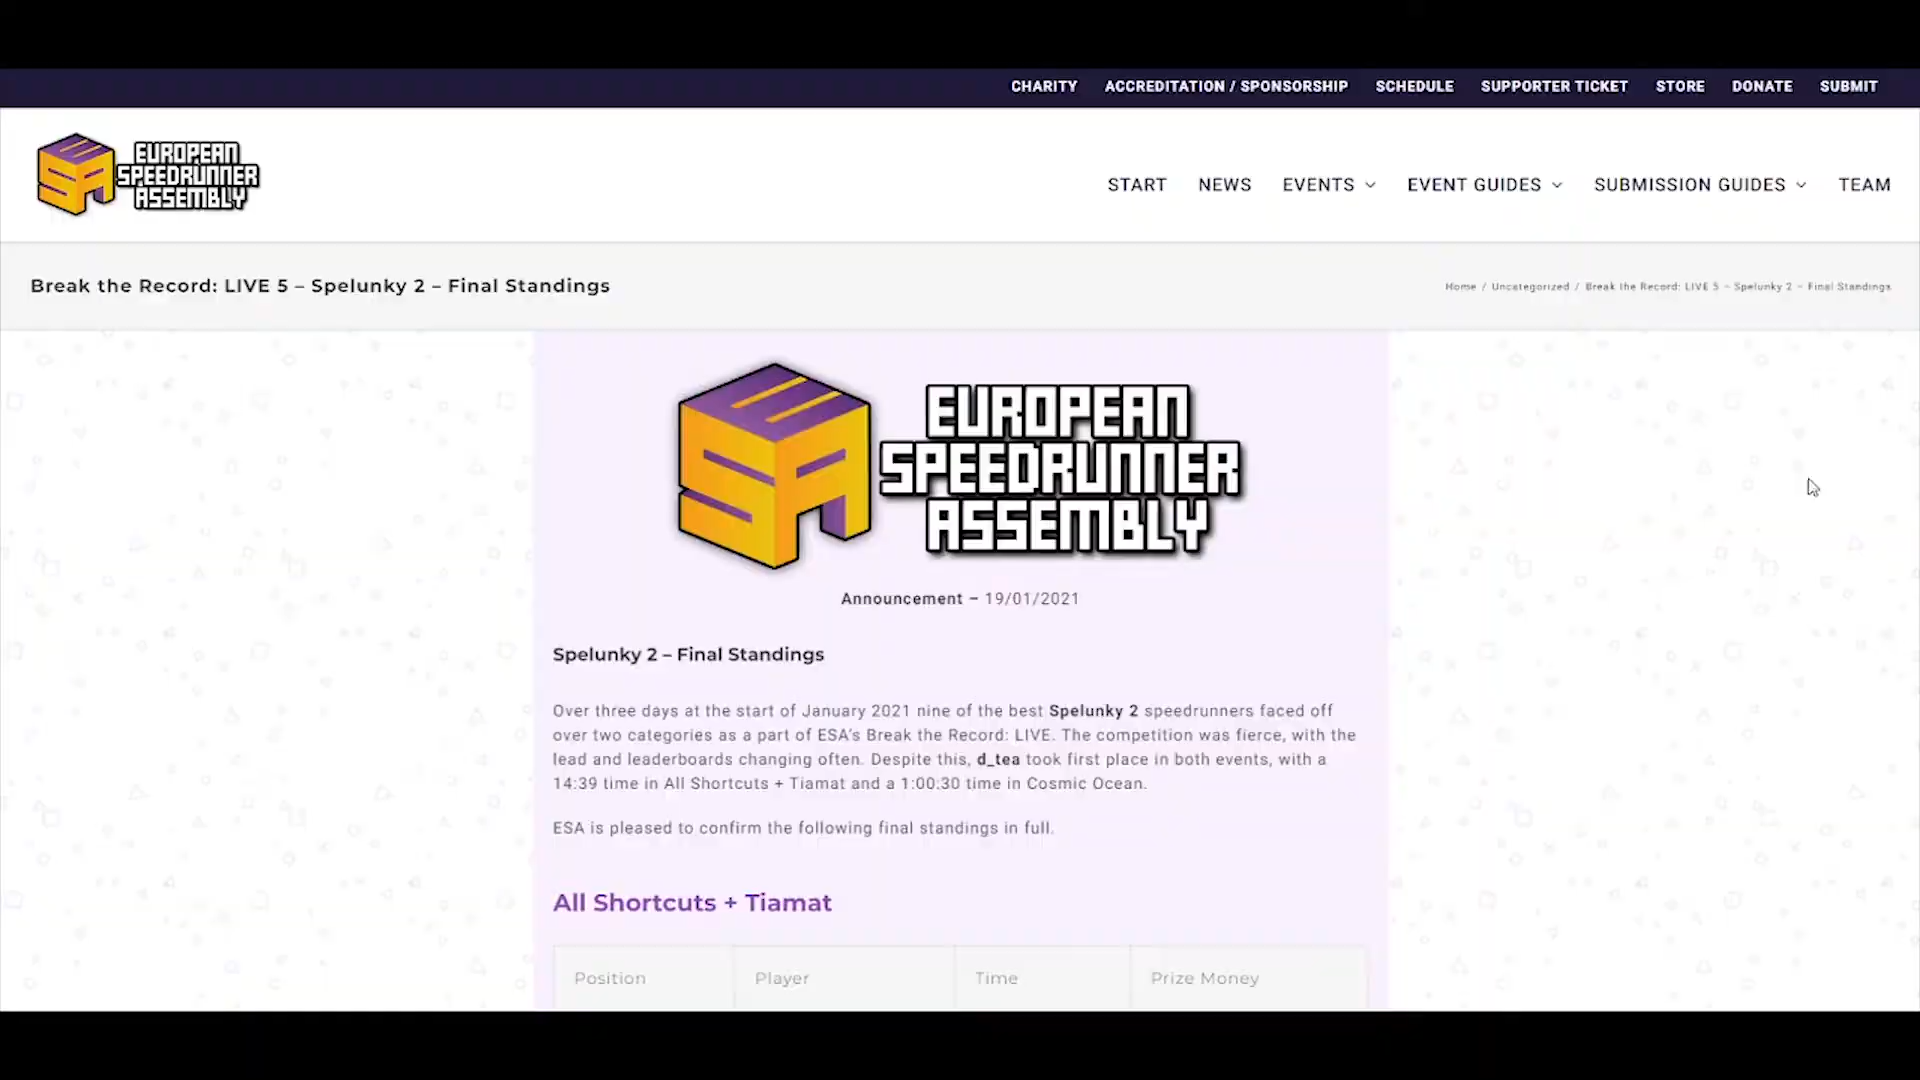 CHARITY ACCREDITATION / SPONSORSHIP SCHEDULE SUPPORTER TICKET STORE DONATE SUBMIT
ESA
EUROPEAN
SPEEDRUNNER
ASSEMBLY
START NEWS EVENTS EVENT GUIDES SUBMISSION GUIDES TEAM
Break the Record: LIVE 5 – Spelunky 2 – Final Standings
Home / Uncategorized / Break the Record: LIVE 5 – Spelunky 2 – Final Standings
ESA
EUROPEAN
SPEEDRUNNER
ASSEMBLY
Announcement – 19/01/2021
Spelunky 2 – Final Standings
Over three days at the start of January 2021 nine of the best Spelunky 2 speedrunners faced off
over two categories as a part of ESA's Break the Record: LIVE. The competition was fierce, with the
lead and leaderboards changing often. Despite this, d_tea took first place in both events, with a
14:39 time in All Shortcuts + Tiamat and a 1:00:30 time in Cosmic Ocean.
ESA is pleased to confirm the following final standings in full.
All Shortcuts + Tiamat
Position Player Time Prize Money